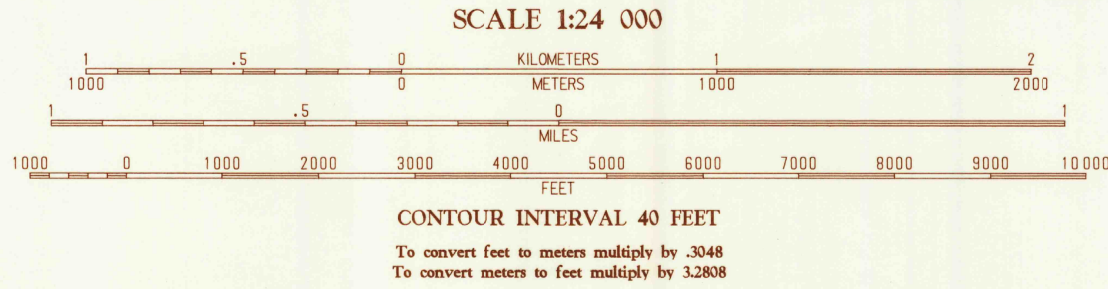 SCALE 1:24 000
1 .5 0 KILOMETERS 1 2
1000 0 METERS 1000 2000
1 .5 0 1
MILES
1000 0 1000 2000 3000 4000 5000 6000 7000 8000 9000 10 000
FEET
CONTOUR INTERVAL 40 FEET
To convert feet to meters multiply by .3048
To convert meters to feet multiply by 3.2808